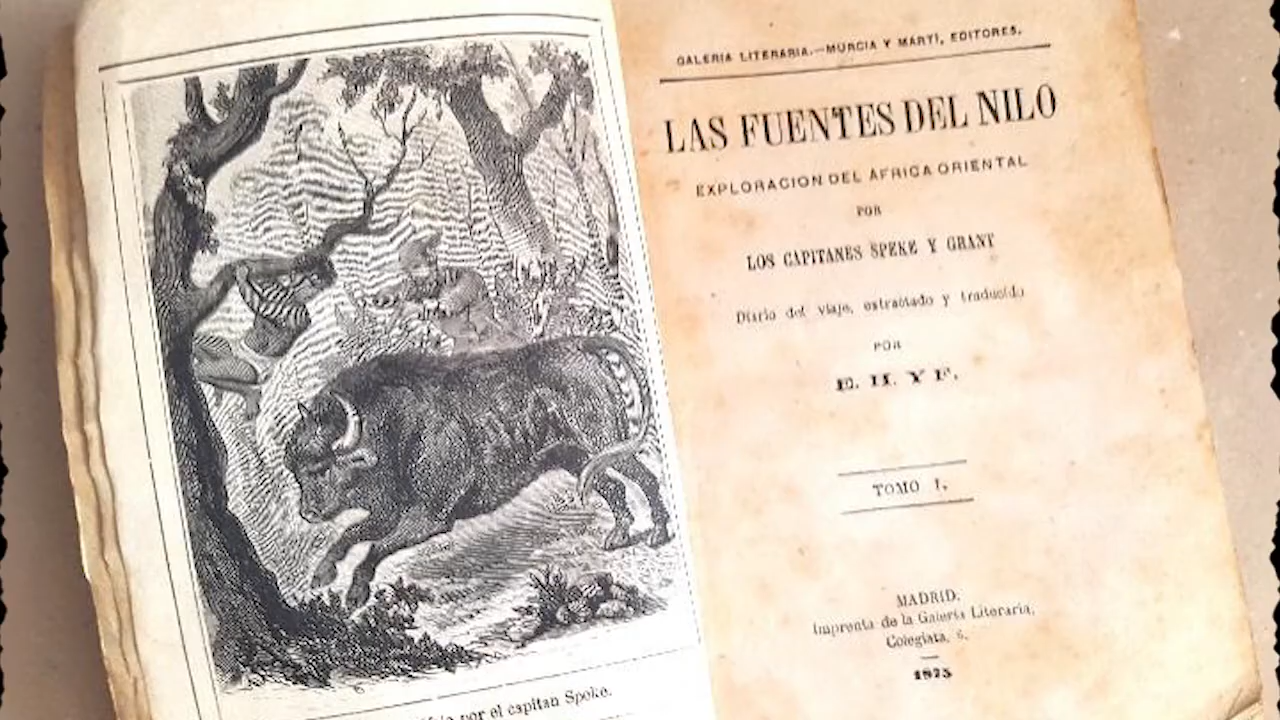 por el capitan Speke.
GALERIA LITERARIA.—MURCIA Y MARTÍ, EDITORES.
LAS FUENTES DEL NILO
EXPLORACION DEL ÁFRICA ORIENTAL
POR
LOS CAPITANES SPEKE Y GRANT
Diario del viaje, estractado y traducido
POR
E. H. Y F.
TOMO I.
MADRID.
Imprenta de la Galería Literaria,
Colegiata, 6.
1875